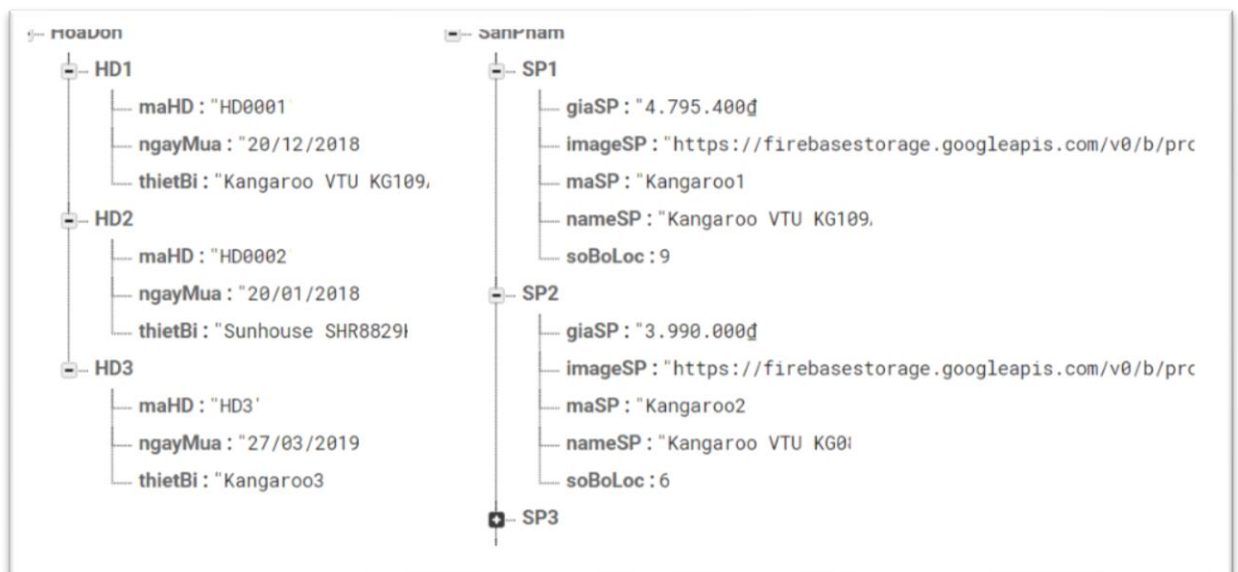 HoaDon
HD1
maHD : "HD0001
ngayMua : "20/12/2018
thietBi : "Kangaroo VTU KG109
HD2
maHD : "HD0002
ngayMua : "20/01/2018
thietBi : "Sunhouse SHR8829
HD3
maHD : "HD3'
ngayMua : "27/03/2019
thietBi : "Kangaroo3
SanPham
SP1
giaSP : "4.795.400₫
imageSP : "https://firebasestorage.googleapis.com/v0/b/prc
maSP : "Kangaroo1
nameSP : "Kangaroo VTU KG109
soBoLoc : 9
SP2
giaSP : "3.990.000₫
imageSP : "https://firebasestorage.googleapis.com/v0/b/prc
maSP : "Kangaroo2
nameSP : "Kangaroo VTU KG0
soBoLoc : 6
SP3